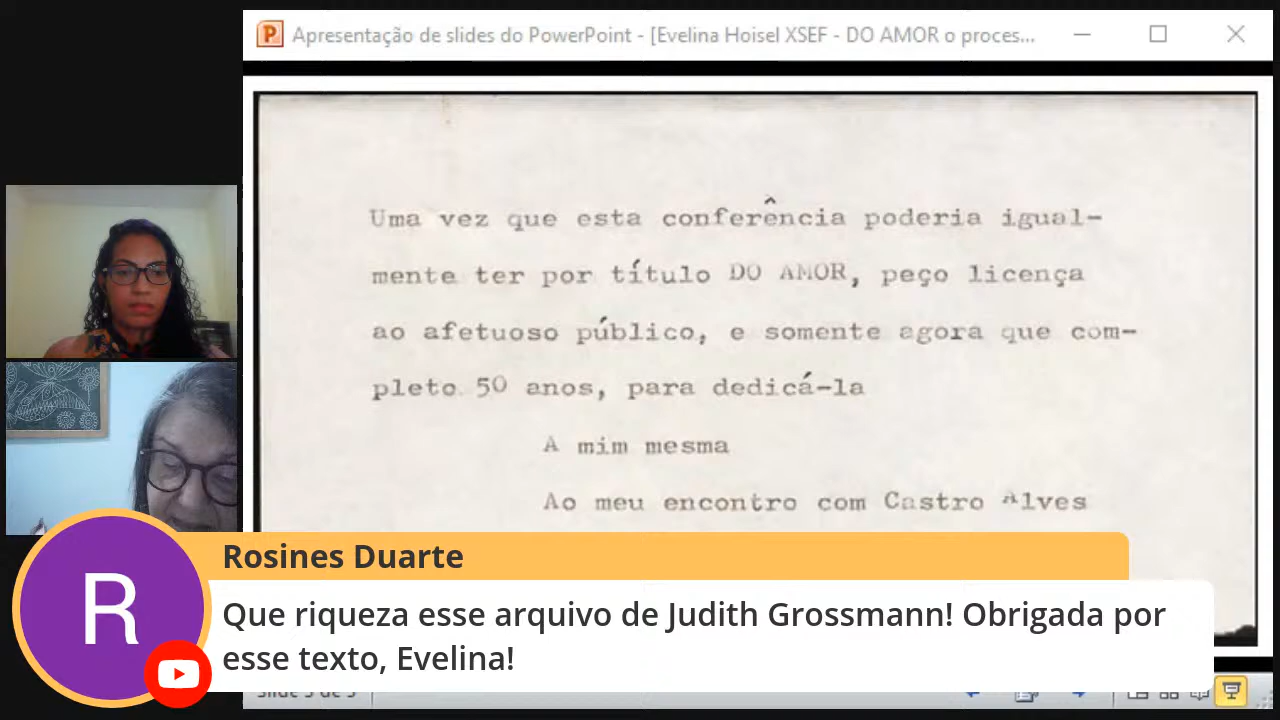 Apresentação de slides do PowerPoint - [Evelina Hoisel XSEF - DO AMOR o proces...
Uma vez que esta conferência poderia igual-
mente ter por título DO AMOR, peço licença
ao afetuoso público, e somente agora que com-
pleto 50 anos, para dedicá-la
A mim mesma
Ao meu encontro com Castro Alves
R
Rosines Duarte
Que riqueza esse arquivo de Judith Grossmann! Obrigada por
esse texto, Evelina!